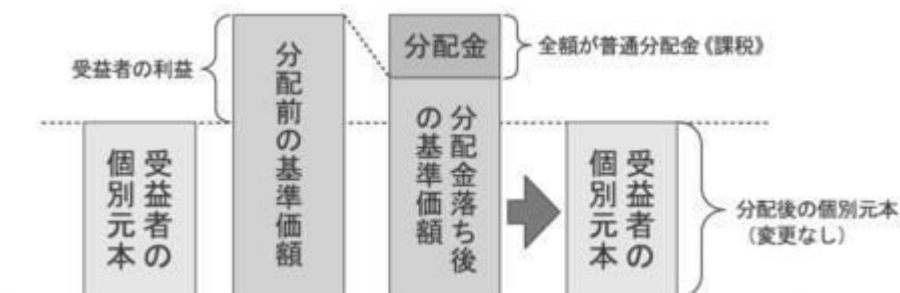 受益者の利益
受益者の
個別元本
分配前の基準価額
分配金
全額が普通分配金《課税》
分配金落ち後
の基準価額
受益者の
個別元本
分配後の個別元本
(変更なし)